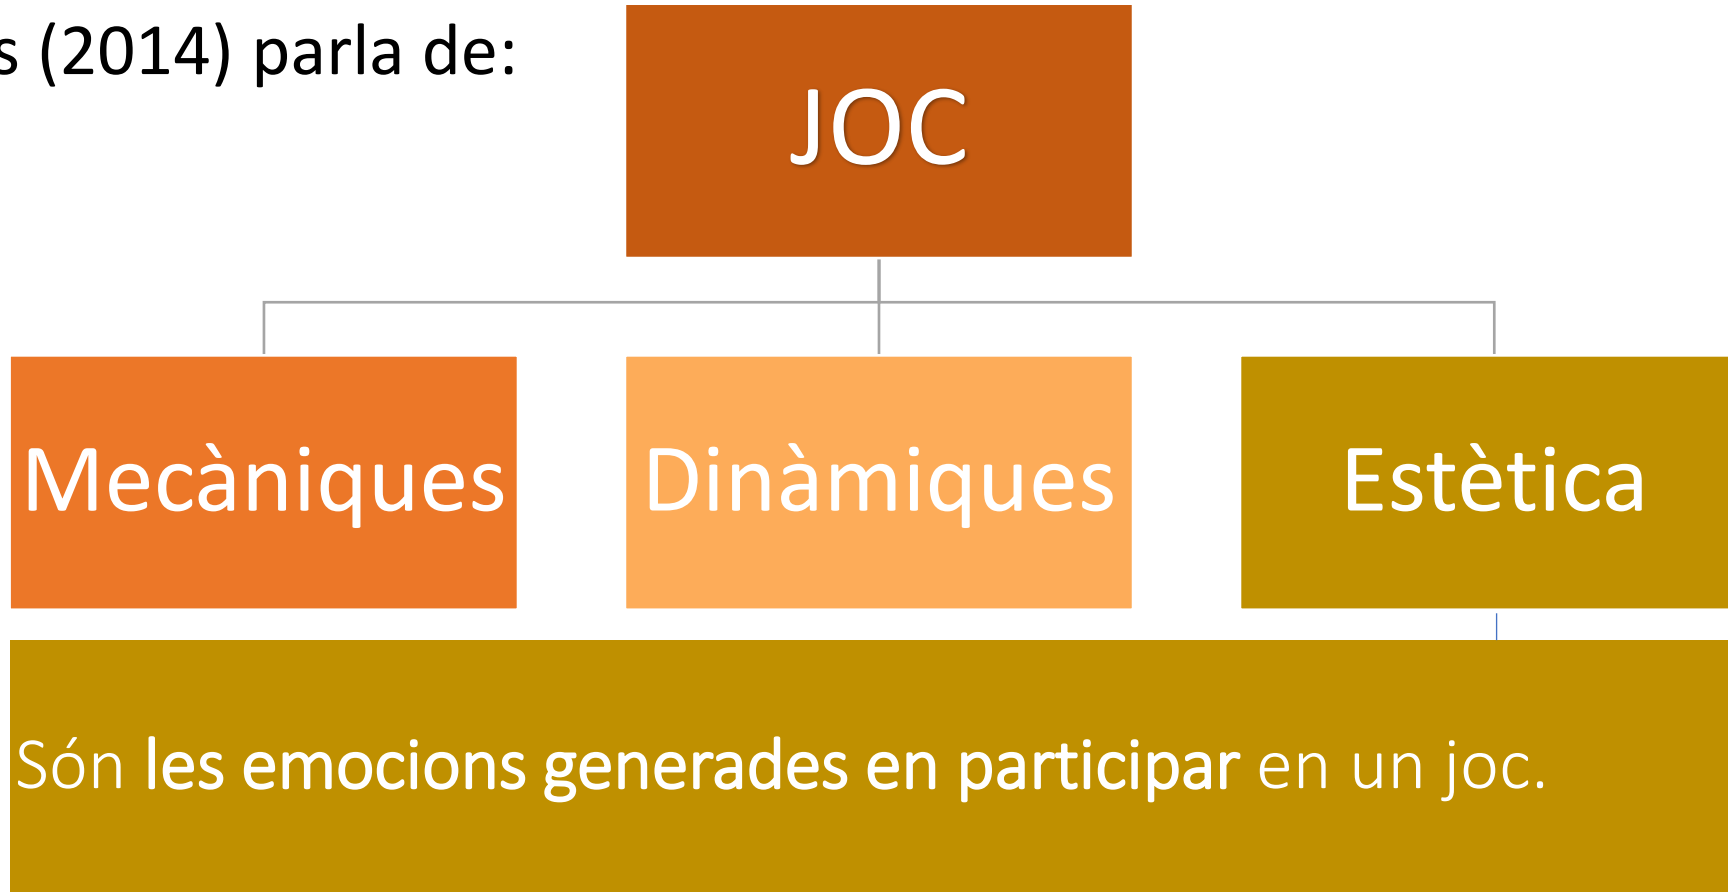 s (2014) parla de:
JOC
Mecàniques
Dinàmiques
Estètica
Són les emocions generades en participar en un joc.